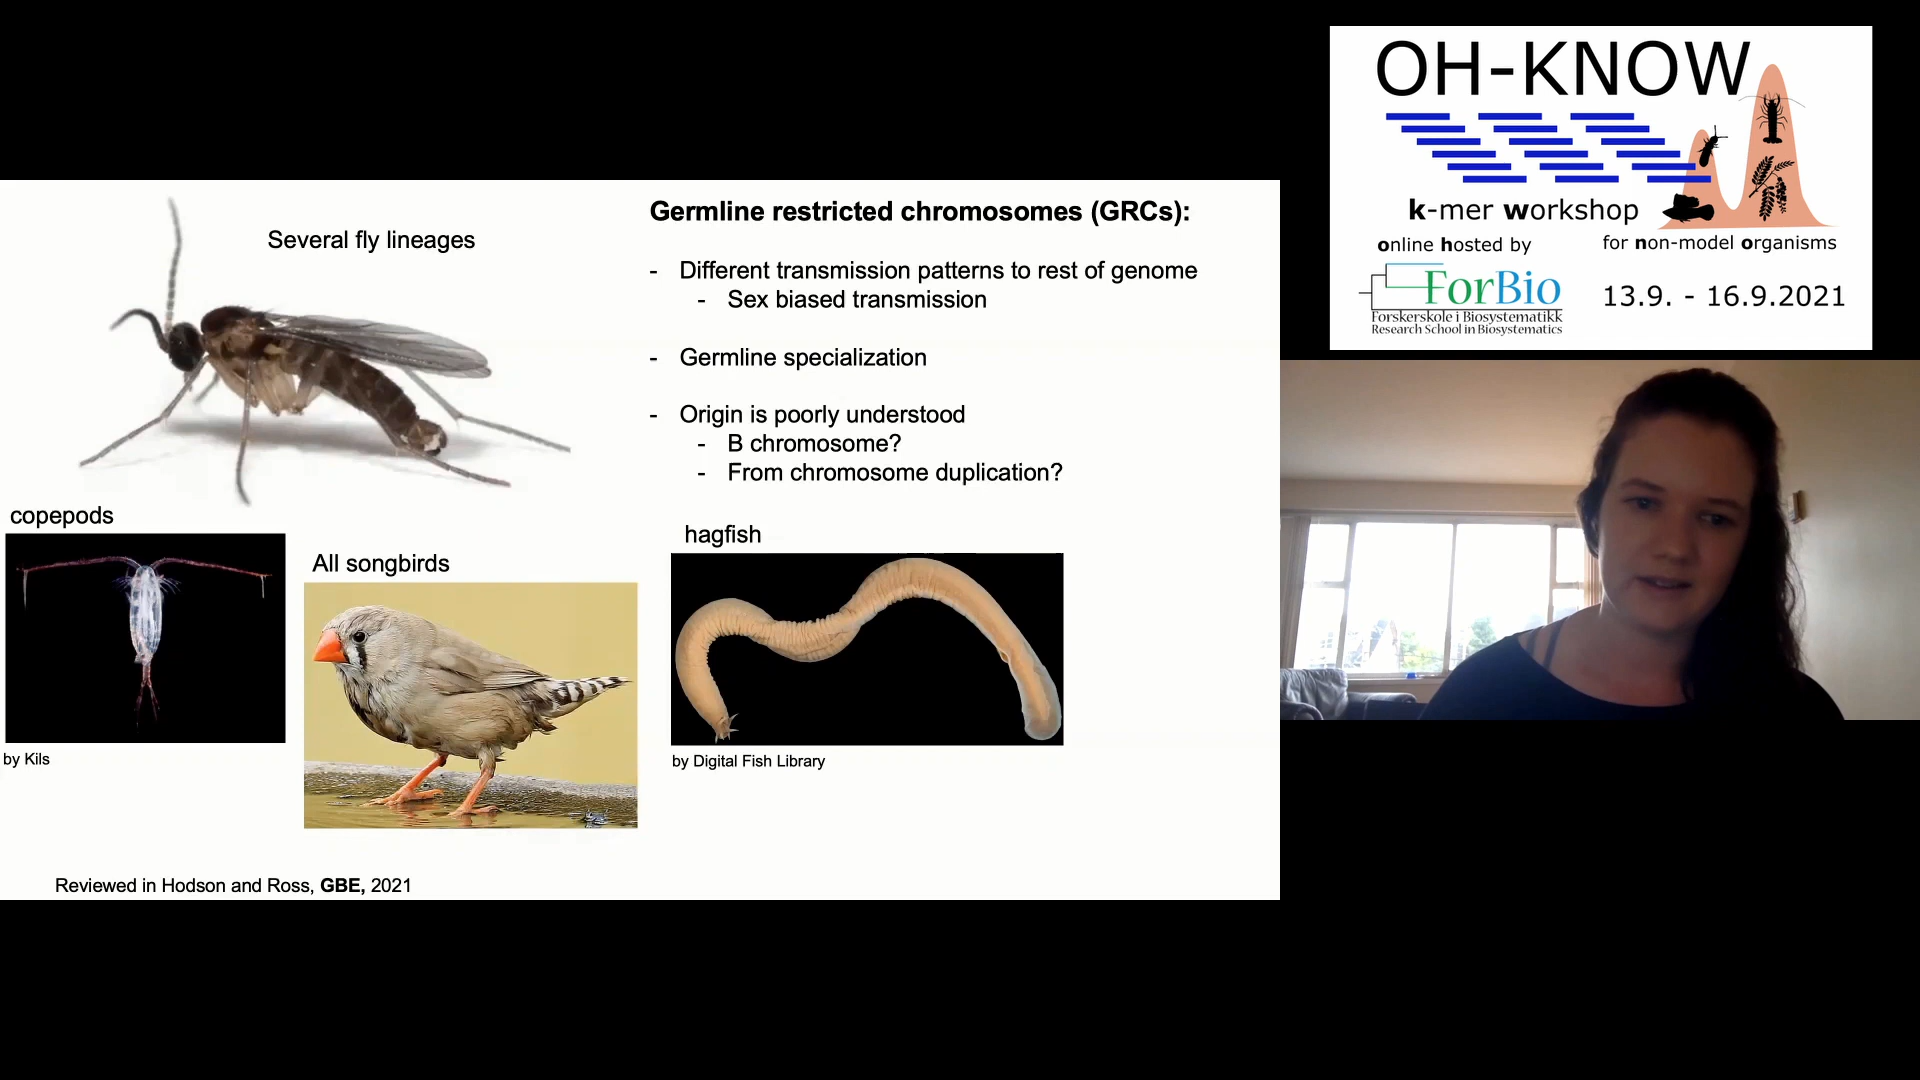 Several fly lineages
Germline restricted chromosomes (GRCs):
- Different transmission patterns to rest of genome
- Sex biased transmission
- Germline specialization
- Origin is poorly understood
- B chromosome?
- From chromosome duplication?
copepods
by Kils
All songbirds
hagfish
by Digital Fish Library
Reviewed in Hodson and Ross, GBE, 2021
OH-KNOW
k-mer workshop
online hosted by
for non-model organisms
ForBio
Forskerskole i Biosystematikk
Research School in Biosystematics
13.9. - 16.9.2021